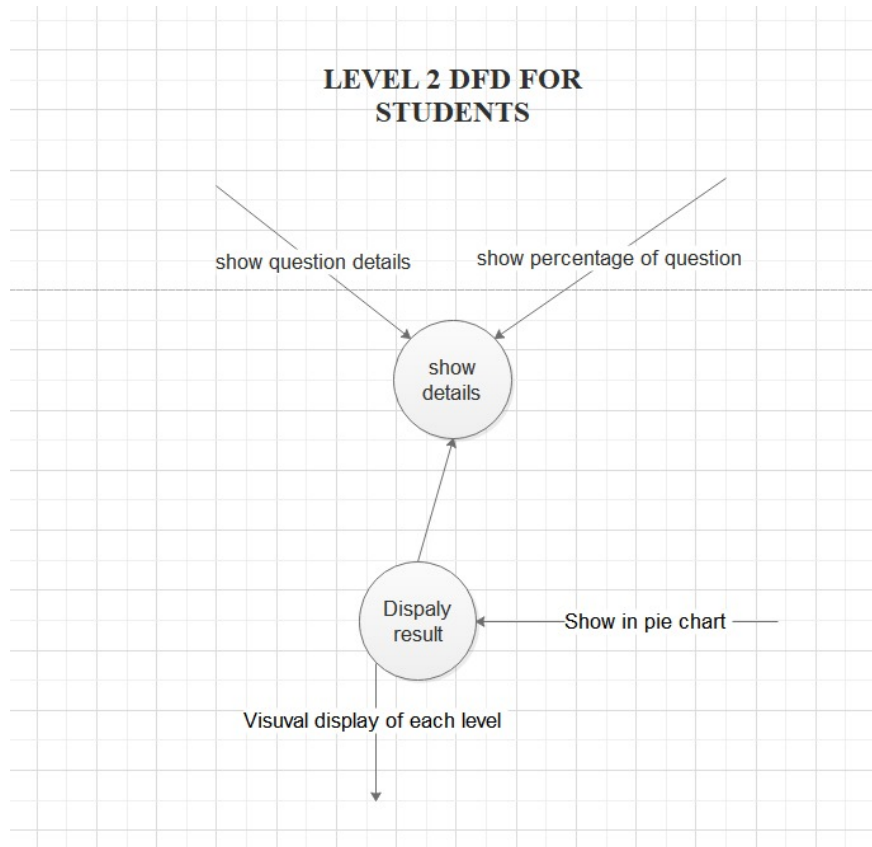 LEVEL 2 DFD FOR
STUDENTS
show question details
show percentage of question
show
details
Dispaly
result
Show in pie chart
Visuval display of each level